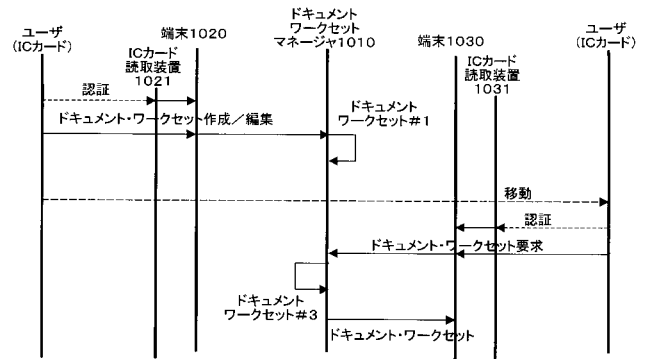 ユーザ
(ICカード)
端末1020
ICカード
読取装置
1021
ドキュメント
ワークセット
マネージャ1010
端末1030
ICカード
読取装置
1031
ユーザ
(ICカード)
認証
ドキュメント・ワークセット作成/編集
ドキュメント
ワークセット#1
移動
認証
ドキュメント・ワークセット要求
ドキュメント
ワークセット#3
ドキュメント・ワークセット